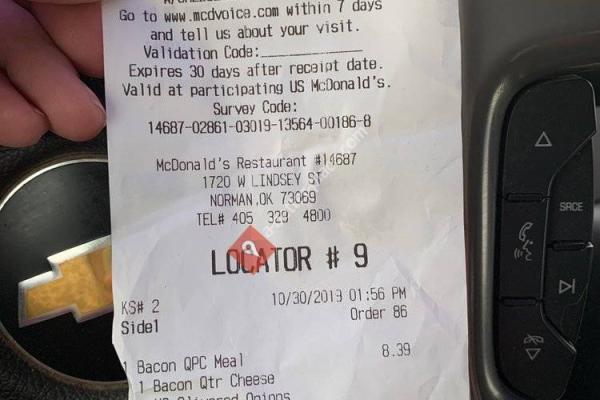 Go to www.mcdvoice.com within 7 days
and tell us about your visit.
Validation Code:
Expires 30 days after receipt date.
Valid at participating US McDonald's.
Survey Code:
14687-02861-03019-13564-00186-8
McDonald's Restaurant #14687
1720 W LINDSEY ST
NORMAN,OK 73069
TEL# 405 329 4800
LOCATOR # 9
KS# 2
10/30/2019 01:56 PM
Side1
Order 86
1 Bacon QPC Meal
8.39
1 Bacon Qtr Cheese
Slivered Onions
SRCE